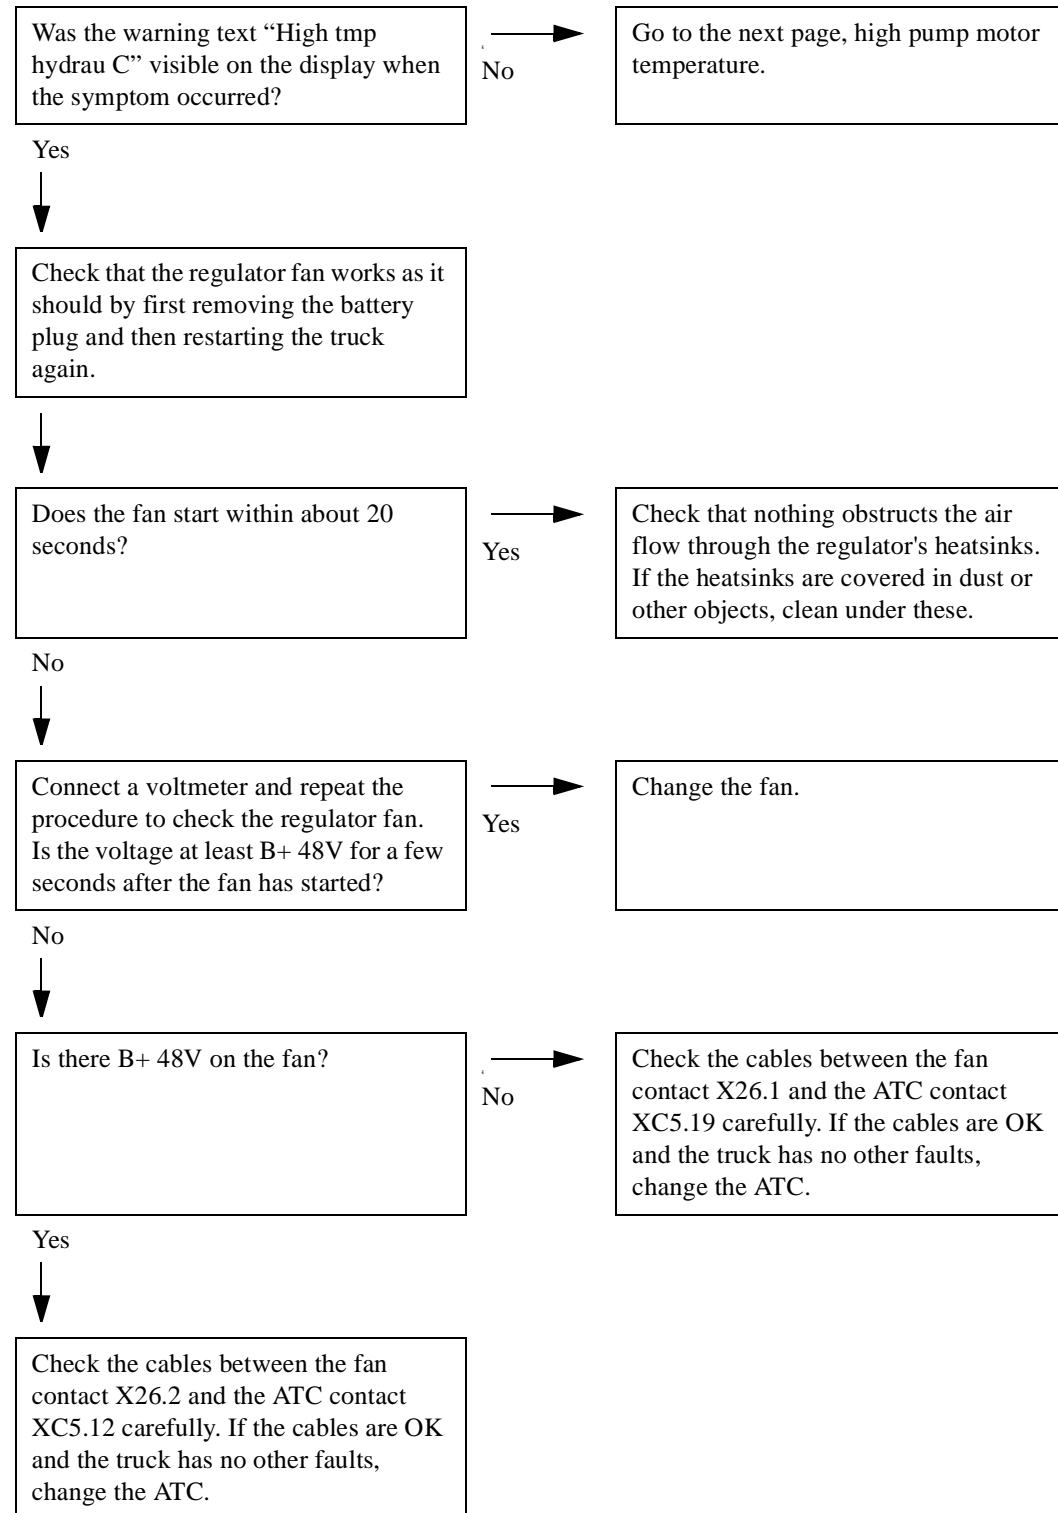 Was the warning text “High tmp
hydrau C” visible on the display when
the symptom occurred?
No
Go to the next page, high pump motor
temperature.
Yes
Check that the regulator fan works as it
should by first removing the battery
plug and then restarting the truck
again.
Does the fan start within about 20
seconds?
Yes
Check that nothing obstructs the air
flow through the regulator's heatsinks.
If the heatsinks are covered in dust or
other objects, clean under these.
No
Connect a voltmeter and repeat the
procedure to check the regulator fan.
Is the voltage at least B+ 48V for a few
seconds after the fan has started?
Yes
Change the fan.
No
Is there B+ 48V on the fan?
No
Check the cables between the fan
contact X26.1 and the ATC contact
XC5.19 carefully. If the cables are OK
and the truck has no other faults,
change the ATC.
Yes
Check the cables between the fan
contact X26.2 and the ATC contact
XC5.12 carefully. If the cables are OK
and the truck has no other faults,
change the ATC.